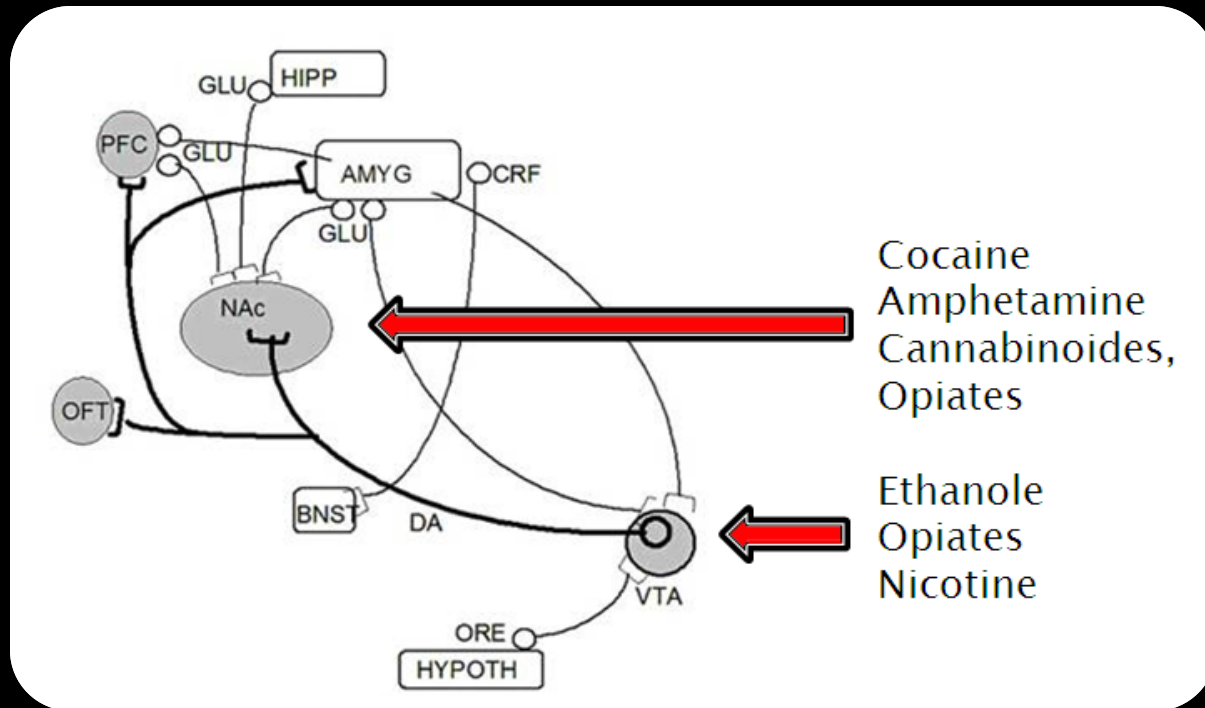 GLU
HIPP
PFC
GLU
AMYG
CRF
GLU
NAc
OFT
BNST
DA
VTA
ORE
HYPOTH
Cocaine
Amphetamine
Cannabinoides,
Opiates
Ethanole
Opiates
Nicotine